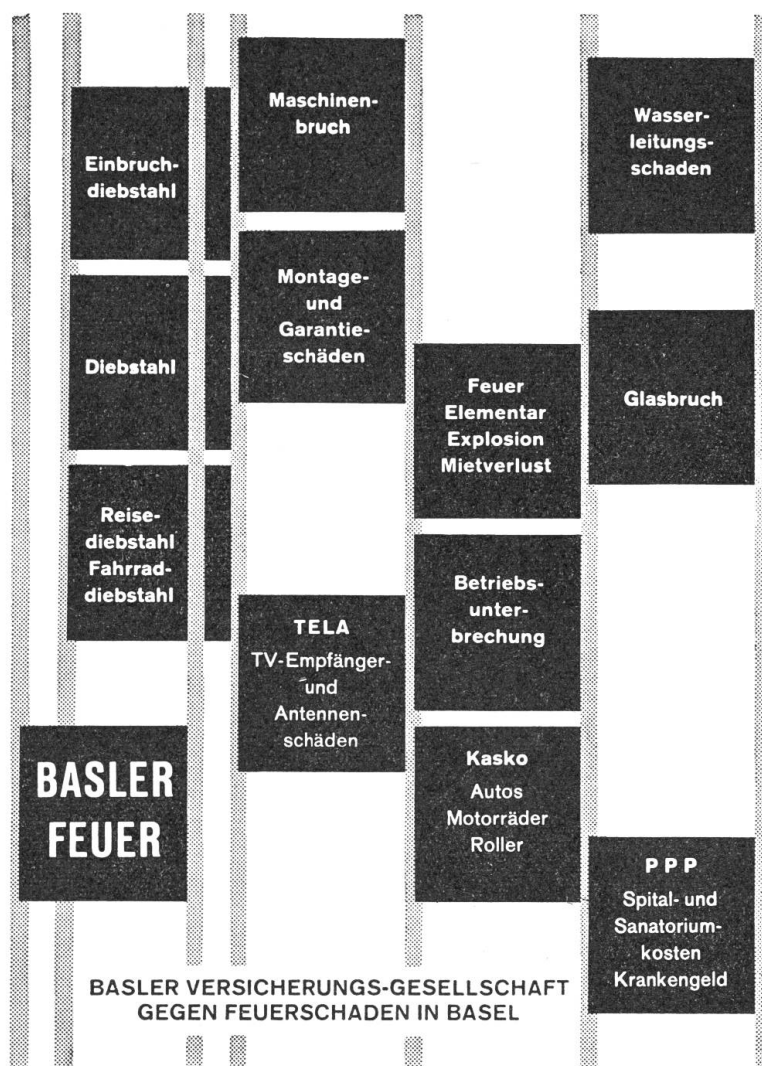 Einbruch-
diebstahl
Diebstahl
Reise-
diebstahl
Fahrrad-
diebstahl
BASLER
FEUER
Maschinen-
bruch
Montage-
und
Garantie-
schäden
TELA
TV-Empfänger-
und
Antennen-
schäden
Feuer
Elementar
Explosion
Mietverlust
Betriebs-
unter-
brechung
Kasko
Autos
Motorräder
Roller
Wasser-
leitungs-
schaden
Glasbruch
PPP
Spital- und
Sanatorium-
kosten
Krankengeld
BASLER VERSICHERUNGS-GESELLSCHAFT
GEGEN FEUERSCHADEN IN BASEL